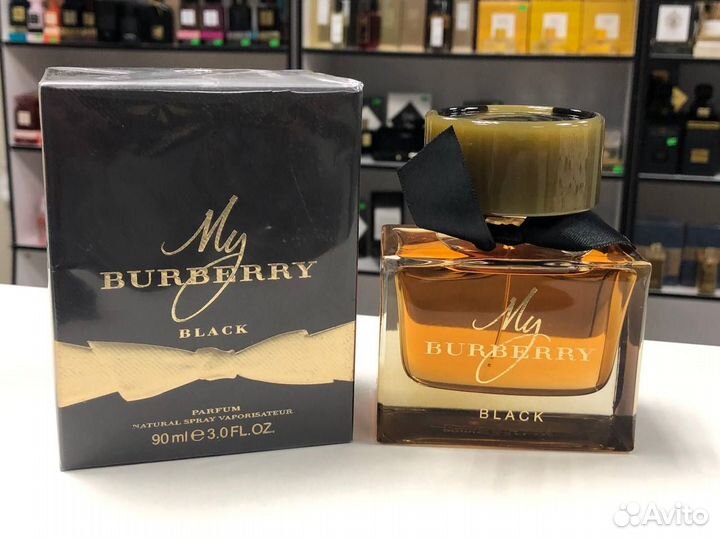 My
BURBERRY
BLACK
PARFUM
NATURAL SPRAY VAPORISATEUR
90 ml e 3.0 FL.OZ.
My
BURBERRY
BLACK
Avito